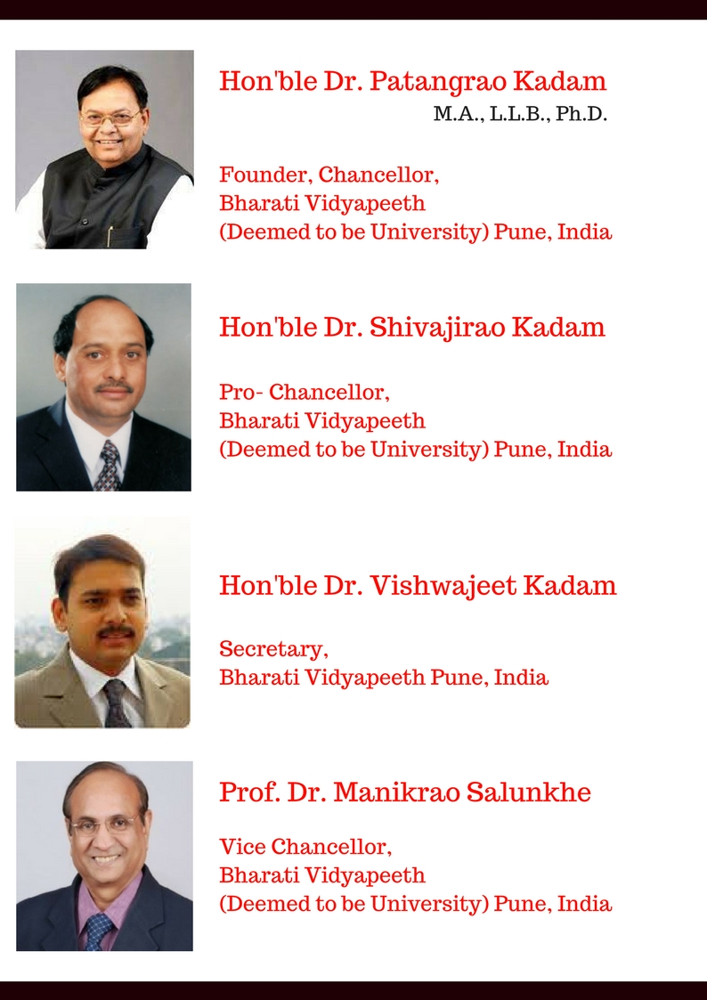 Hon'ble Dr. Patangrao Kadam
M.A., L.L.B., Ph.D.
Founder, Chancellor,
Bharati Vidyapeeth
(Deemed to be University) Pune, India
Hon'ble Dr. Shivajirao Kadam
Pro- Chancellor,
Bharati Vidyapeeth
(Deemed to be University) Pune, India
Hon'ble Dr. Vishwajeet Kadam
Secretary,
Bharati Vidyapeeth Pune, India
Prof. Dr. Manikrao Salunkhe
Vice Chancellor,
Bharati Vidyapeeth
(Deemed to be University) Pune, India